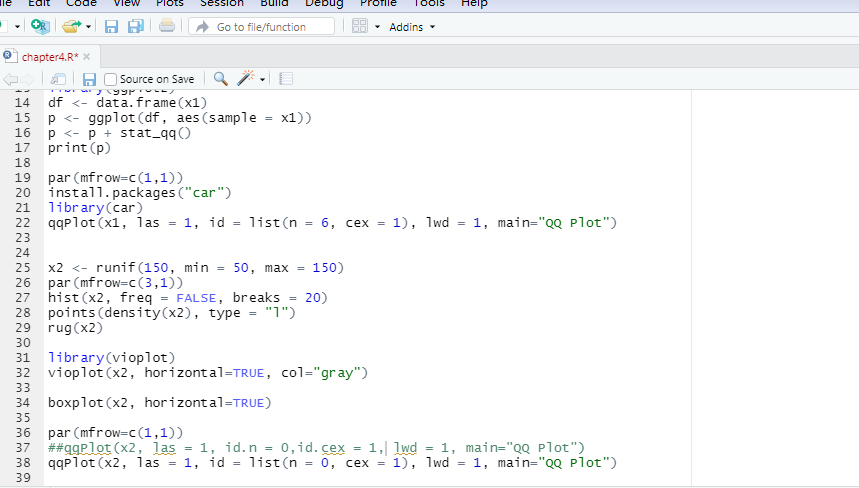 Edit Code View Plots Session Build Debug Profile Tools Help
Go to file/function Addins
chapter4.R*
Source on Save
13 library(ggplot2)
14 df <- data.frame(x1)
15 p <- ggplot(df, aes(sample = x1))
16 p <- p + stat_qq()
17 print(p)
18
19 par(mfrow=c(1,1))
20 install.packages("car")
21 library(car)
22 qqPlot(x1, las = 1, id = list(n = 6, cex = 1), lwd = 1, main="QQ Plot")
23
24
25 x2 <- runif(150, min = 50, max = 150)
26 par(mfrow=c(3,1))
27 hist(x2, freq = FALSE, breaks = 20)
28 points(density(x2), type = "l")
29 rug(x2)
30
31 library(vioplot)
32 vioplot(x2, horizontal=TRUE, col="gray")
33
34 boxplot(x2, horizontal=TRUE)
35
36 par(mfrow=c(1,1))
37 ##qqPlot(x2, las = 1, id.n = 0,id.cex = 1, lwd = 1, main="QQ Plot")
38 qqPlot(x2, las = 1, id = list(n = 0, cex = 1), lwd = 1, main="QQ Plot")
39